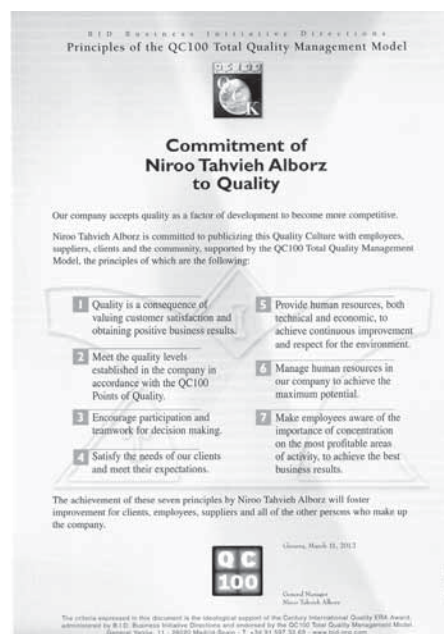 B I D Business Initiative Directions
Principles of the QC100 Total Quality Management Model
QC100
Commitment of
Niroo Tahvieh Alborz
to Quality
Our company accepts quality as a factor of development to become more competitive.
Niroo Tahvieh Alborz is committed to publicizing this Quality Culture with employees,
suppliers, clients and the community, supported by the QC100 Total Quality Management
Model, the principles of which are the following:
1 Quality is a consequence of
valuing customer satisfaction and
obtaining positive business results.
2 Meet the quality levels
established in the company in
accordance with the QC100
Points of Quality.
3 Encourage participation and
teamwork for decision making.
4 Satisfy the needs of our clients
and meet their expectations.
5 Provide human resources, both
technical and economic, to
achieve continuous improvement
and respect for the environment.
6 Manage human resources in
our company to achieve the
maximum potential.
7 Make employees aware of the
importance of concentration
on the most profitable areas
of activity, to achieve the best
business results.
The achievement of these seven principles by Niroo Tahvieh Alborz will foster
improvement for clients, employees, suppliers and all of the other persons who make up
the company.
QC
100
Geneva, March 11, 2012
General Manager
Niroo Tahvieh Alborz
The criteria expressed in this document is the ideological support of the Century International Quality ERA Award,
administered by B.I.D. Business Initiative Directions and endorsed by the QC100 Total Quality Management Model.